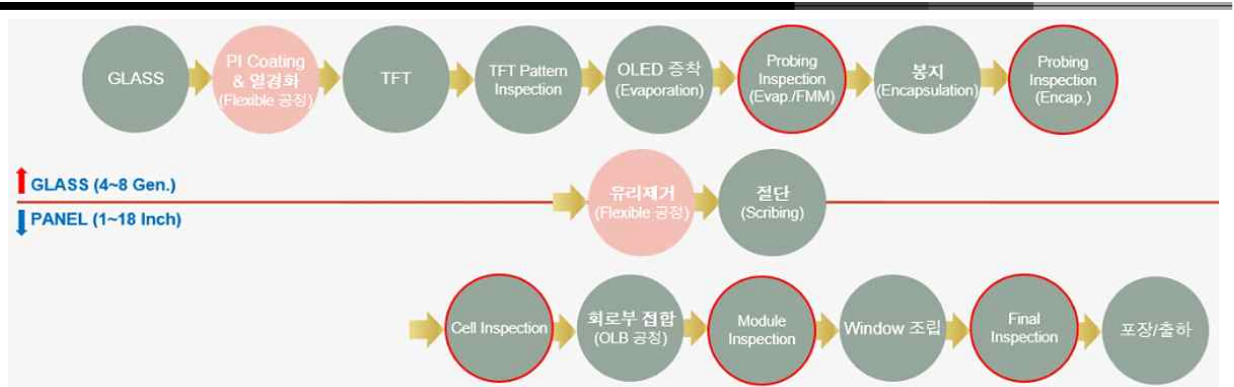 GLASS
PI Coating
& 열경화
(Flexible 공정)
TFT
TFT Pattern
Inspection
OLED 증착
(Evaporation)
Probing
Inspection
(Evap./FMM)
봉지
(Encapsulation)
Probing
Inspection
(Encap.)
GLASS (4~8 Gen.)
PANEL (1~18 Inch)
유리제거
(Flexible 공정)
절단
(Scribing)
Cell Inspection
회로부 접합
(OLB 공정)
Module
Inspection
Window 조립
Final
Inspection
포장/출하